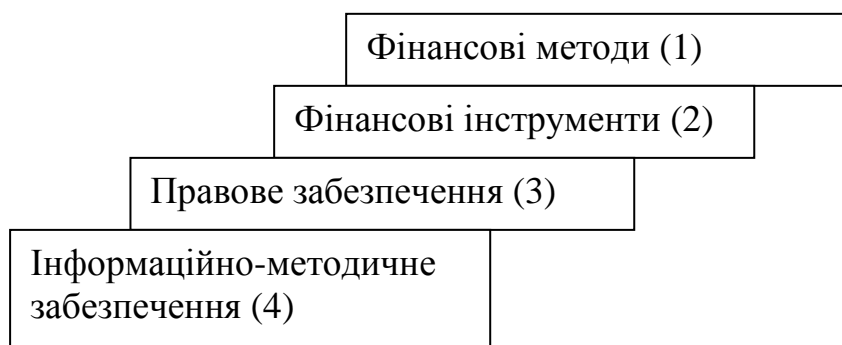 Фінансові методи (1)
Фінансові інструменти (2)
Правове забезпечення (3)
Інформаційно-методичне
забезпечення (4)